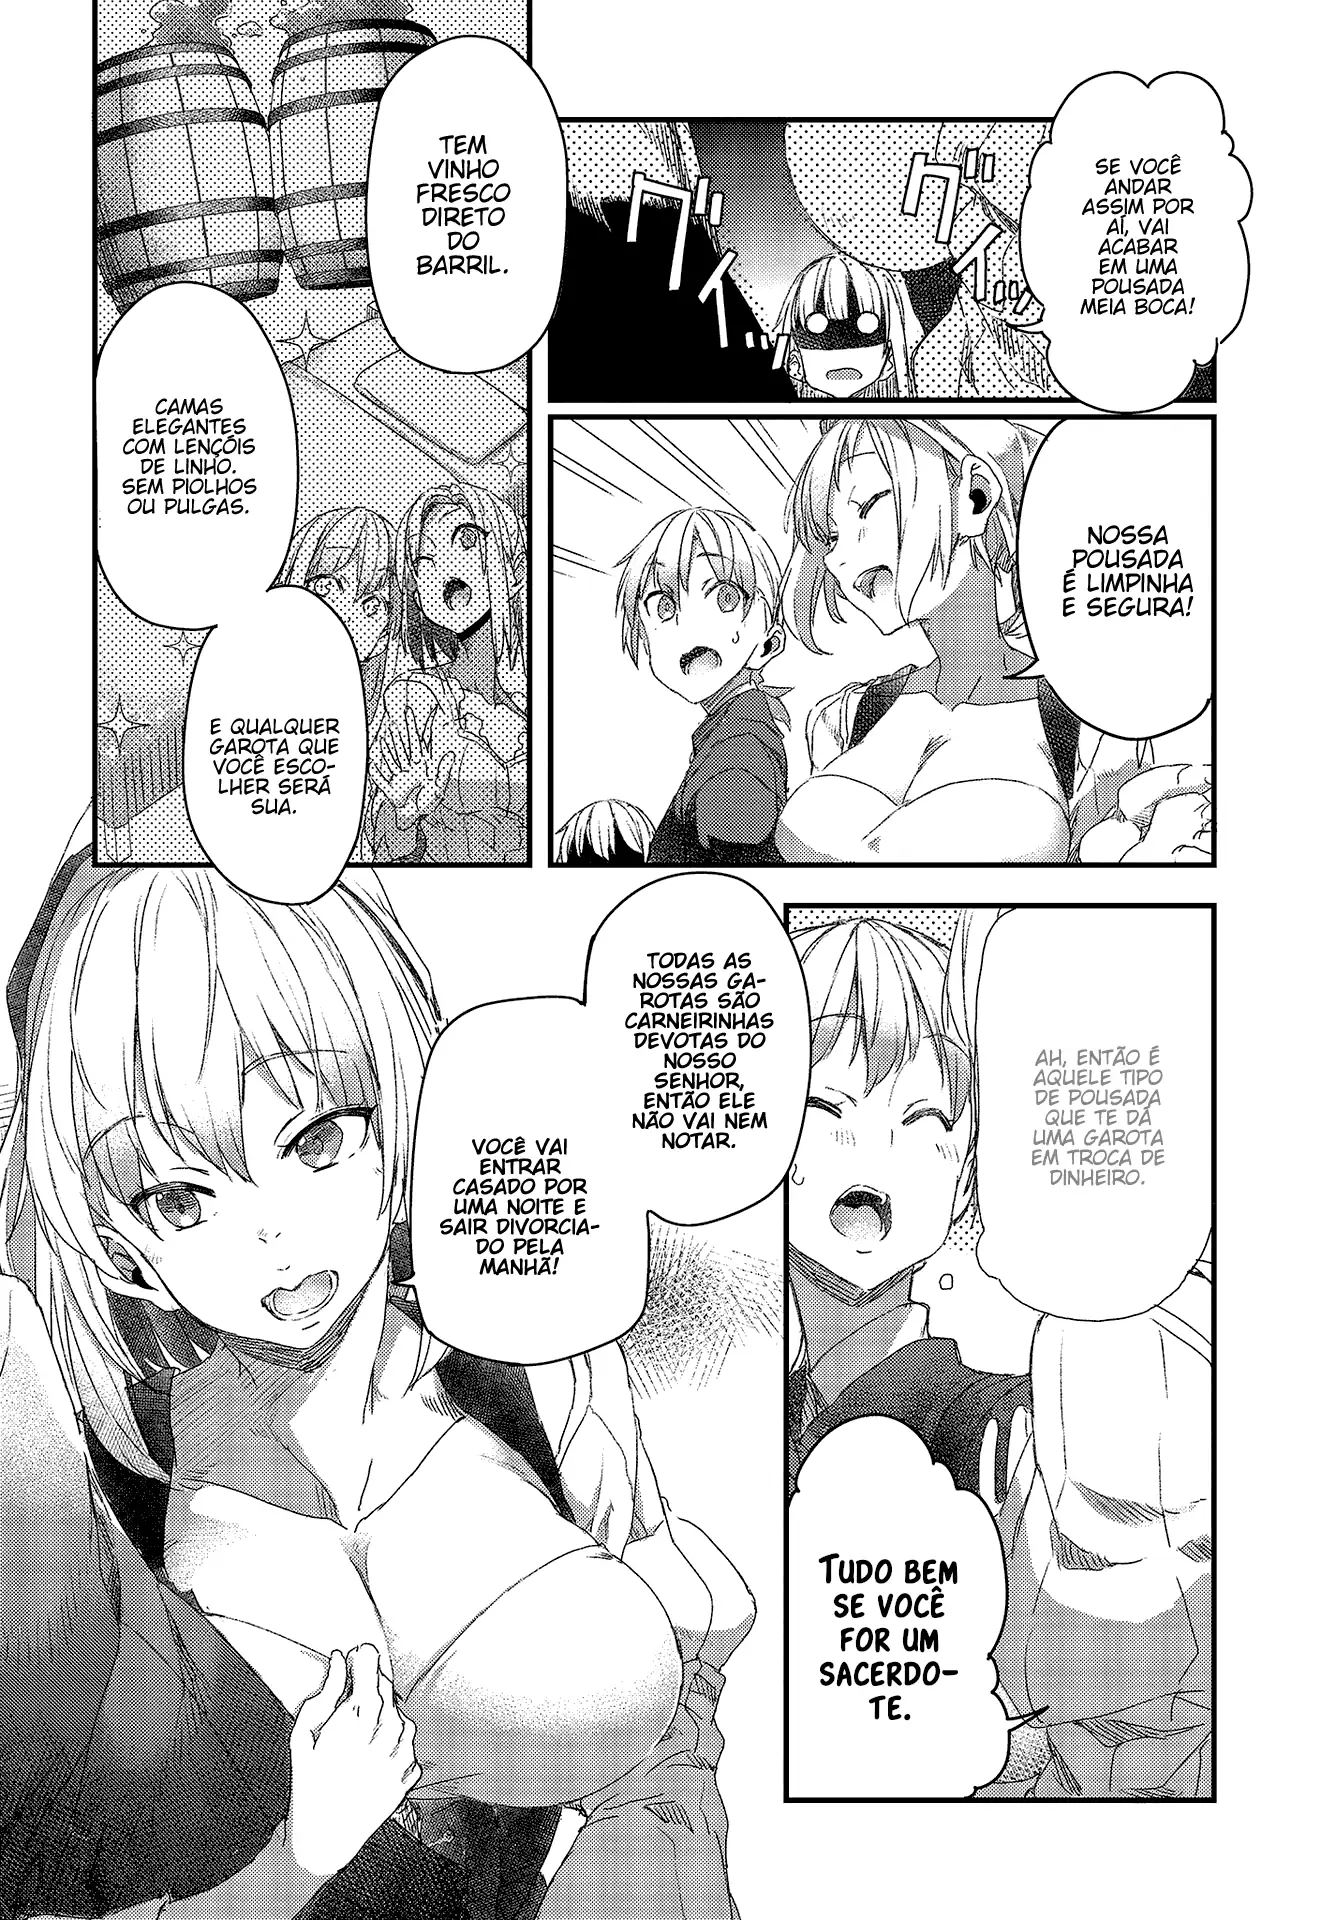 SE VOCÊ
ANDAR
ASSIM POR
AÍ, VAI
ACABAR
EM UMA
POUSADA
MEIA BOCA!
グイ
グイ
NOSSA
POUSADA
É LIMPINHA
E SEGURA!
TEM
VINHO
FRESCO
DIRETO
DO
BARRIL.
CAMAS
ELEGANTES
COM LENÇÓIS
DE LINHO.
SEM PIOLHOS
OU PULGAS.
E QUALQUER
GAROTA QUE
VOCÊ ESCO-
LHER SERÁ
SUA.
AH, ENTÃO É
AQUELE TIPO
DE POUSADA
QUE TE DÁ
UMA GAROTA
EM TROCA DE
DINHEIRO.
TUDO BEM
SE VOCÊ
FOR UM
SACERDO-
TE.
TODAS AS
NOSSAS GA-
ROTAS SÃO
CARNEIRINHAS
DEVOTAS DO
NOSSO
SENHOR,
ENTÃO ELE
NÃO VAI NEM
NOTAR.
VOCÊ VAI
ENTRAR
CASADO POR
UMA NOITE E
SAIR DIVORCIA-
DO PELA
MANHÃ!